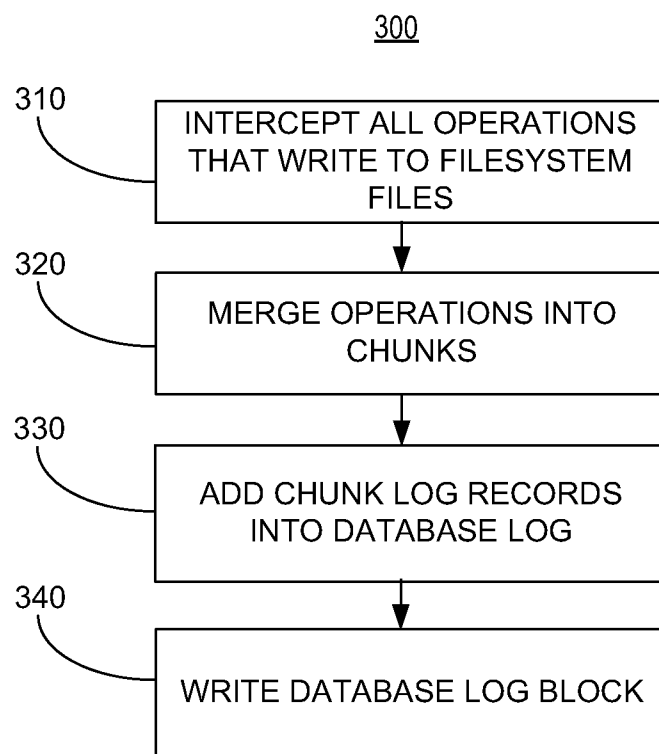 300
310
INTERCEPT ALL OPERATIONS
THAT WRITE TO FILESYSTEM
FILES
320
MERGE OPERATIONS INTO
CHUNKS
330
ADD CHUNK LOG RECORDS
INTO DATABASE LOG
340
WRITE DATABASE LOG BLOCK